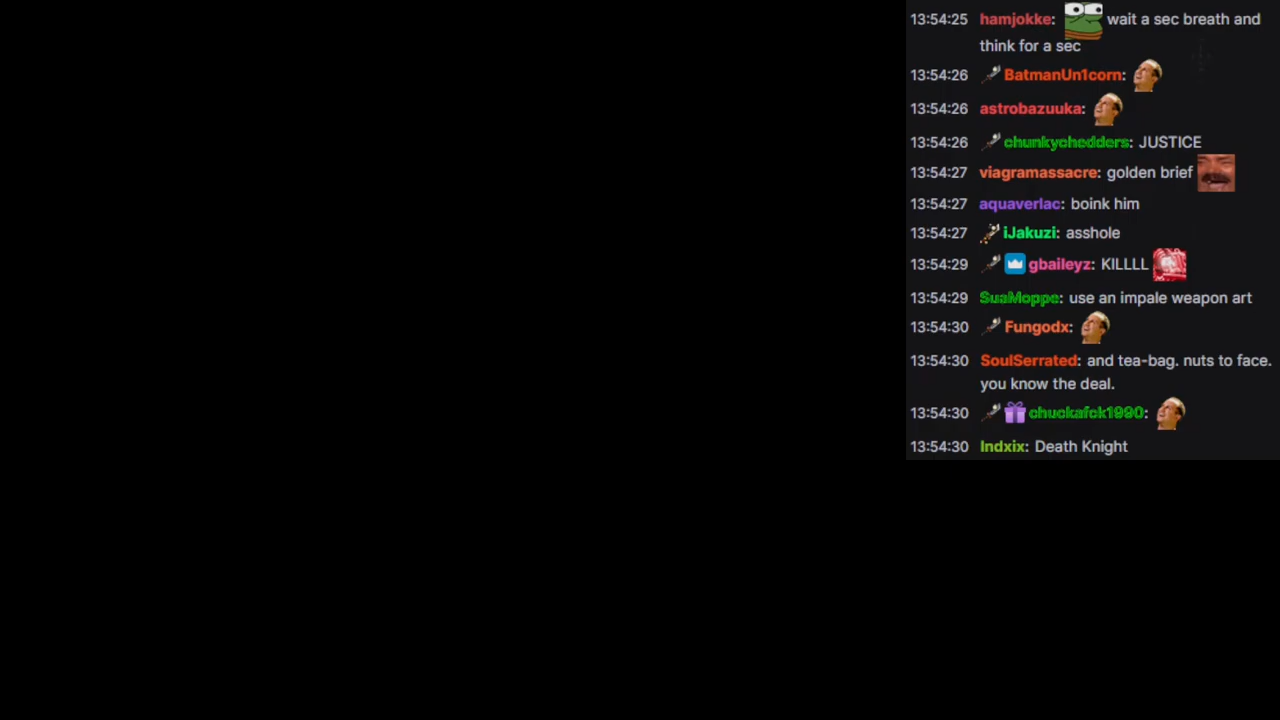 13:54:25 hamjokke: wait a sec breath and
think for a sec
13:54:26 BatmanUn1corn:
13:54:26 astrobazuuka:
13:54:26 chunkychedders: JUSTICE
13:54:27 viagramassacre: golden brief
13:54:27 aquaverlac: boink him
13:54:27 iJakuzi: asshole
13:54:29 gbaileyz: KILLLL
13:54:29 SuaMoppe: use an impale weapon art
13:54:30 Fungodx:
13:54:30 SoulSerrated: and tea-bag. nuts to face.
you know the deal.
13:54:30 chuckafck1990:
13:54:30 Indxix: Death Knight